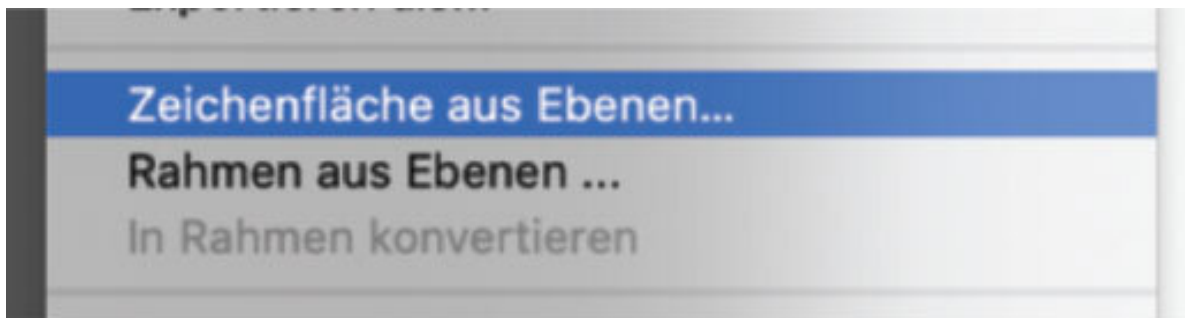 Zeichenfläche aus Ebenen...
Rahmen aus Ebenen ...
In Rahmen konvertieren